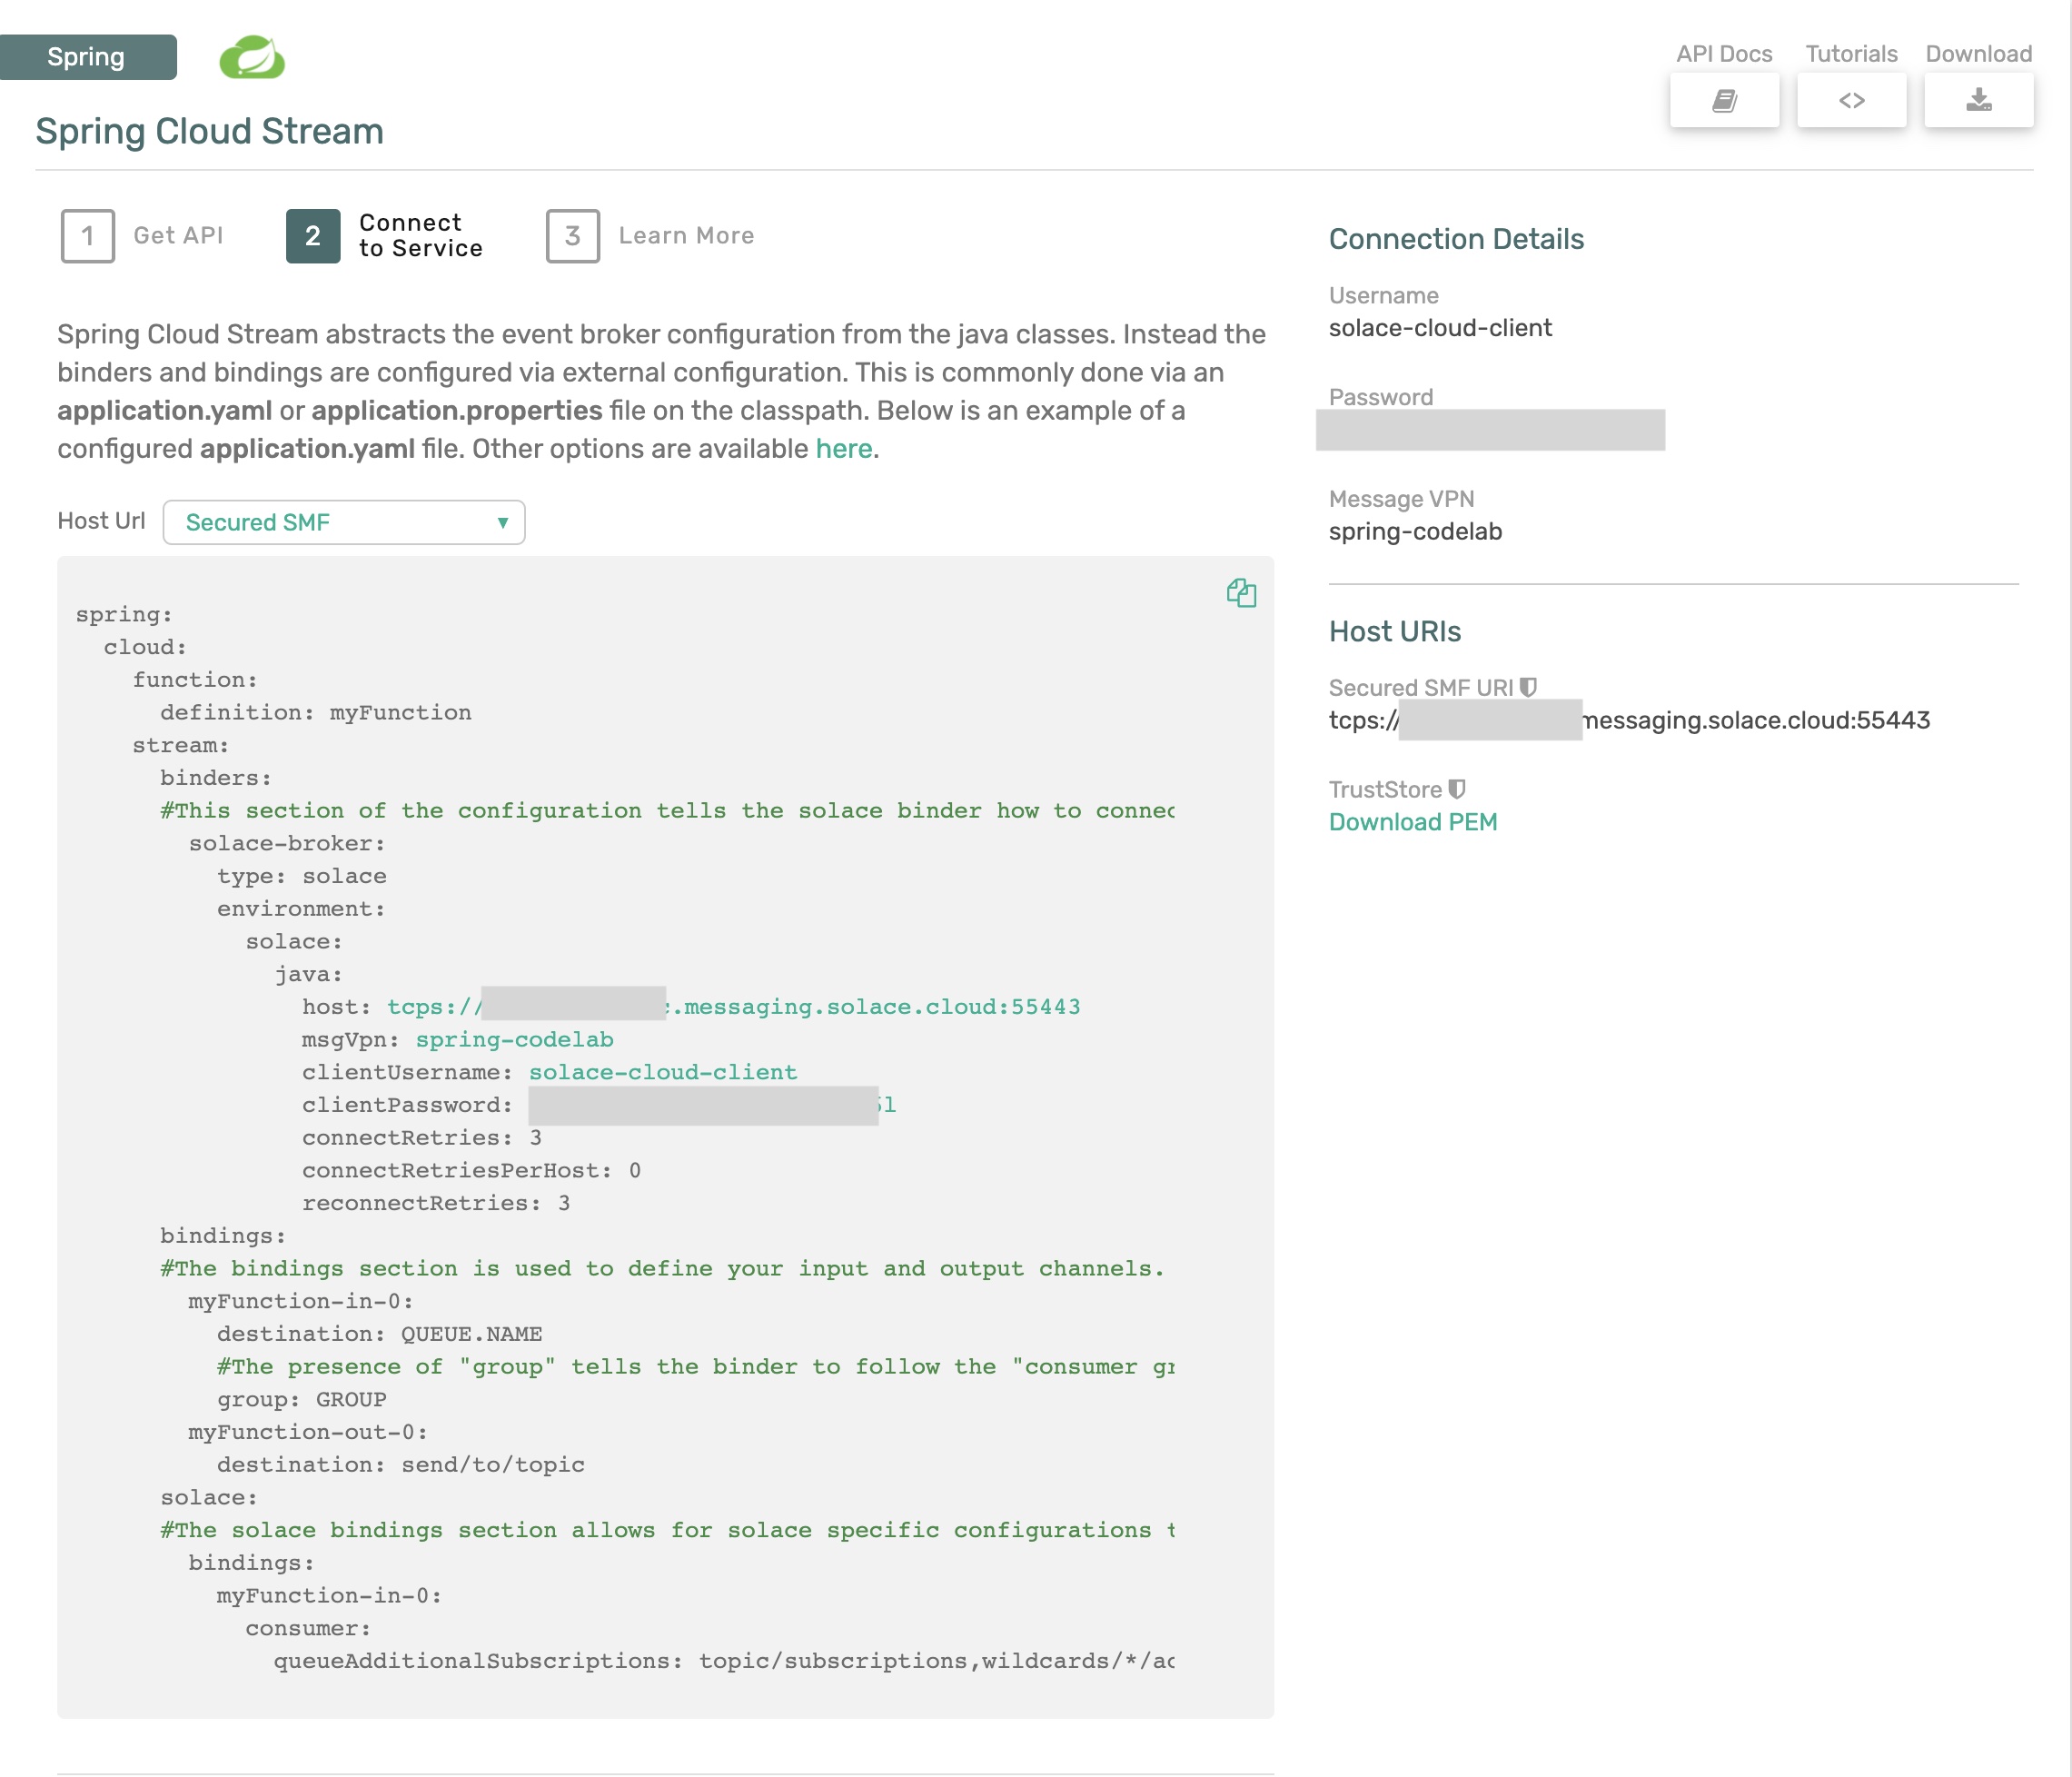 Spring
API Docs
Tutorials
Download
Spring Cloud Stream
1 Get API
2 Connect
to Service
3 Learn More
Spring Cloud Stream abstracts the event broker configuration from the java classes. Instead the
binders and bindings are configured via external configuration. This is commonly done via an
application.yaml or application.properties file on the classpath. Below is an example of a
configured application.yaml file. Other options are available here.
Host Url Secured SMF
spring:
  cloud:
    function:
      definition: myFunction
    stream:
      binders:
      #This section of the configuration tells the solace binder how to connec
        solace-broker:
          type: solace
          environment:
            solace:
              java:
                host: tcps:// .messaging.solace.cloud:55443
                msgVpn: spring-codelab
                clientUsername: solace-cloud-client
                clientPassword:
                connectRetries: 3
                connectRetriesPerHost: 0
                reconnectRetries: 3
      bindings:
      #The bindings section is used to define your input and output channels.
        myFunction-in-0:
          destination: QUEUE.NAME
          #The presence of "group" tells the binder to follow the "consumer gr
          group: GROUP
        myFunction-out-0:
          destination: send/to/topic
      solace:
      #The solace bindings section allows for solace specific configurations t
        bindings:
          myFunction-in-0:
            consumer:
              queueAdditionalSubscriptions: topic/subscriptions,wildcards/*/ac
Connection Details
Username
solace-cloud-client
Password
Message VPN
spring-codelab
Host URIs
Secured SMF URI
tcps:// messaging.solace.cloud:55443
TrustStore
Download PEM